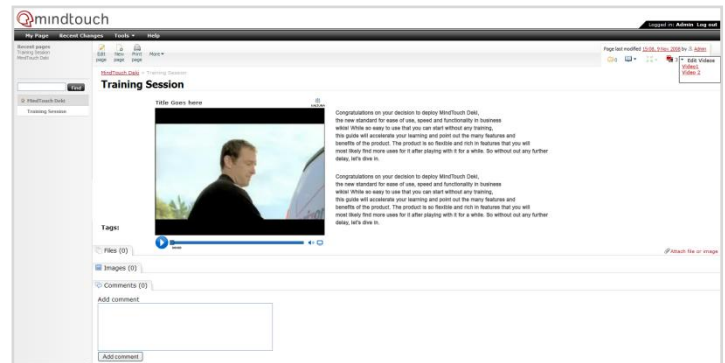 mindtouch
Logged in: Admin Log out
My Page Recent Changes Tools Help
Recent pages
Training Session
MindTouch Deki
Edit page
New page
Print page
More
Page last modified 15:08, 9 Nov 2008 by Admin
Edit Videos
Video1
Video 2
MindTouch Deki > Training Session
Training Session
Find
MindTouch Deki
Training Session
Title Goes here
Congratulations on your decision to deploy MindTouch Deki,
the new standard for ease of use, speed and functionality in business
wikis! While so easy to use that you can start without any training,
this guide will accelerate your learning and point out the many features and
benefits of the product. The product is so flexible and rich in features that you will
most likely find more uses for it after playing with it for a while. So without out any further
delay, let's dive in.
Congratulations on your decision to deploy MindTouch Deki,
the new standard for ease of use, speed and functionality in business
wikis! While so easy to use that you can start without any training,
this guide will accelerate your learning and point out the many features and
benefits of the product. The product is so flexible and rich in features that you will
most likely find more uses for it after playing with it for a while. So without out any further
delay, let's dive in.
Tags:
Files (0)
Attach file or image
Images (0)
Comments (0)
Add comment
Add comment